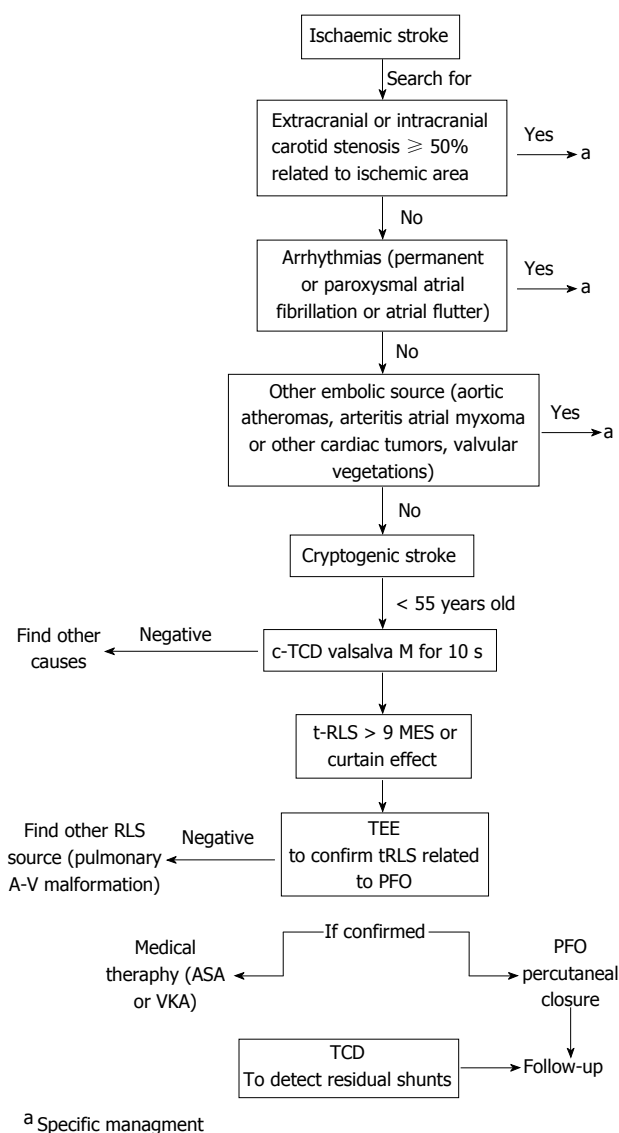 Ischaemic stroke
Search for
Extracranial or intracranial
carotid stenosis ⩾ 50%
related to ischemic area
Yes
a
No
Arrhythmias (permanent
or paroxysmal atrial
fibrillation or atrial flutter)
Yes
a
No
Other embolic source (aortic
atheromas, arteritis atrial myxoma
or other cardiac tumors, valvular
vegetations)
Yes
a
No
Cryptogenic stroke
< 55 years old
c-TCD valsalva M for 10 s
Negative
Find other
causes
t-RLS > 9 MES or
curtain effect
TEE
to confirm tRLS related
to PFO
Negative
Find other RLS
source (pulmonary
A-V malformation)
If confirmed
Medical
theraphy (ASA
or VKA)
PFO
percutaneal
closure
TCD
To detect residual shunts
Follow-up
a Specific managment